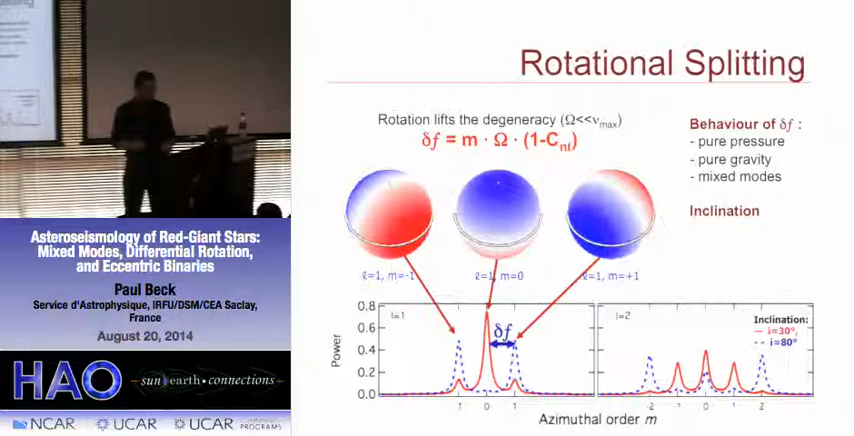 Rotational Splitting
Rotation lifts the degeneracy (Ω<<νmax)
δf = m · Ω · (1-Cnℓ)
Behaviour of δf :
- pure pressure
- pure gravity
- mixed modes
Inclination
ℓ=1, m=-1
ℓ=1, m=0
ℓ=1, m=+1
Power
0.8
0.6
0.4
0.2
0.0
l=1
δf
1 0 1
l=2
Inclination:
i=30°,
i=80°
-2 1 0 1 2
Azimuthal order m
Asteroseismology of Red-Giant Stars:
Mixed Modes, Differential Rotation,
and Eccentric Binaries
Paul Beck
Service d'Astrophysique, IRFU/DSM/CEA Saclay,
France
August 20, 2014
HAO
sun earth connections
NCAR
UCAR
UCAR
PROGRAMS